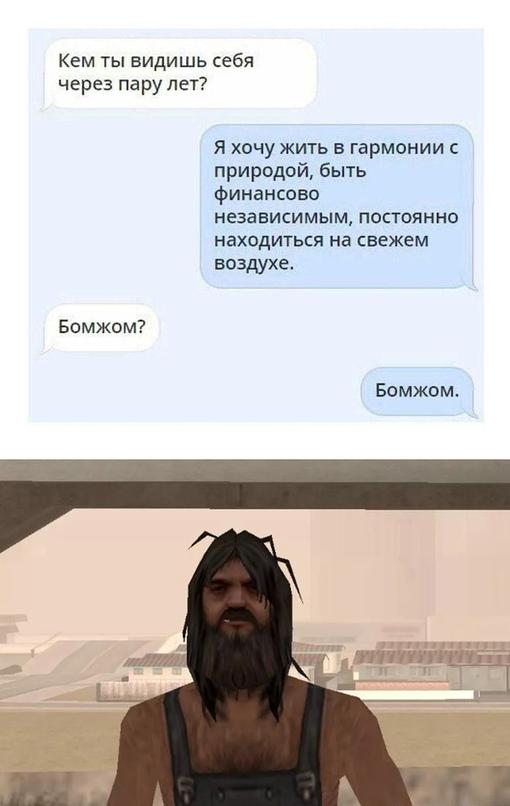 Кем ты видишь себя
через пару лет?
Я хочу жить в гармонии с
природой, быть
финансово
независимым, постоянно
находиться на свежем
воздухе.
Бомжом?
Бомжом.